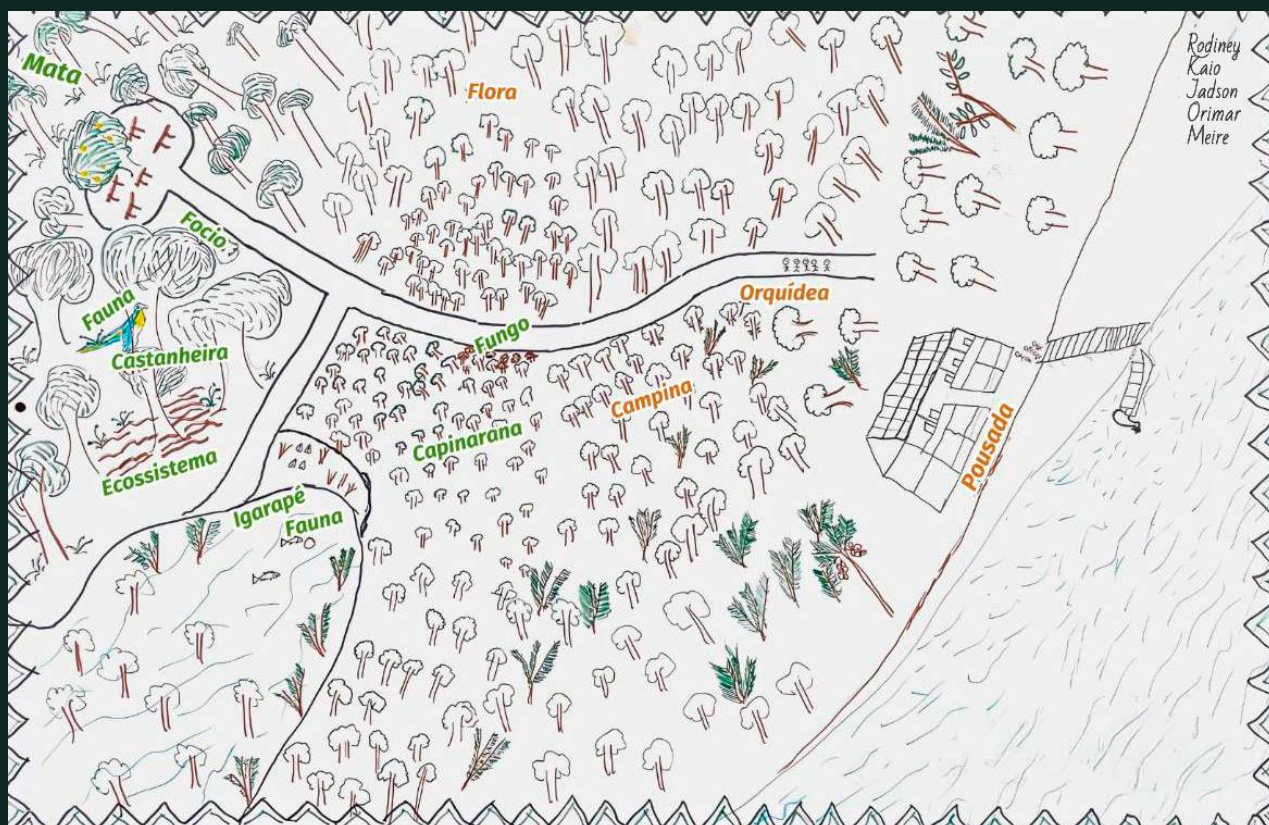 Mata
Flora
Rodiney
Kaio
Jadson
Orimar
Meire
Focio,
Orquídea
Fauna
Castanheira
Fungo
Campina
Capinarana
Ecossistema
Pousada
Igarapé
Fauna